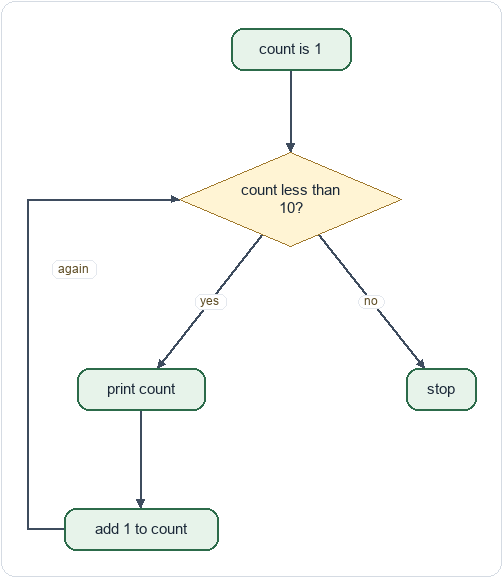 count is 1
count less than
10?
again
yes
no
print count
stop
add 1 to count